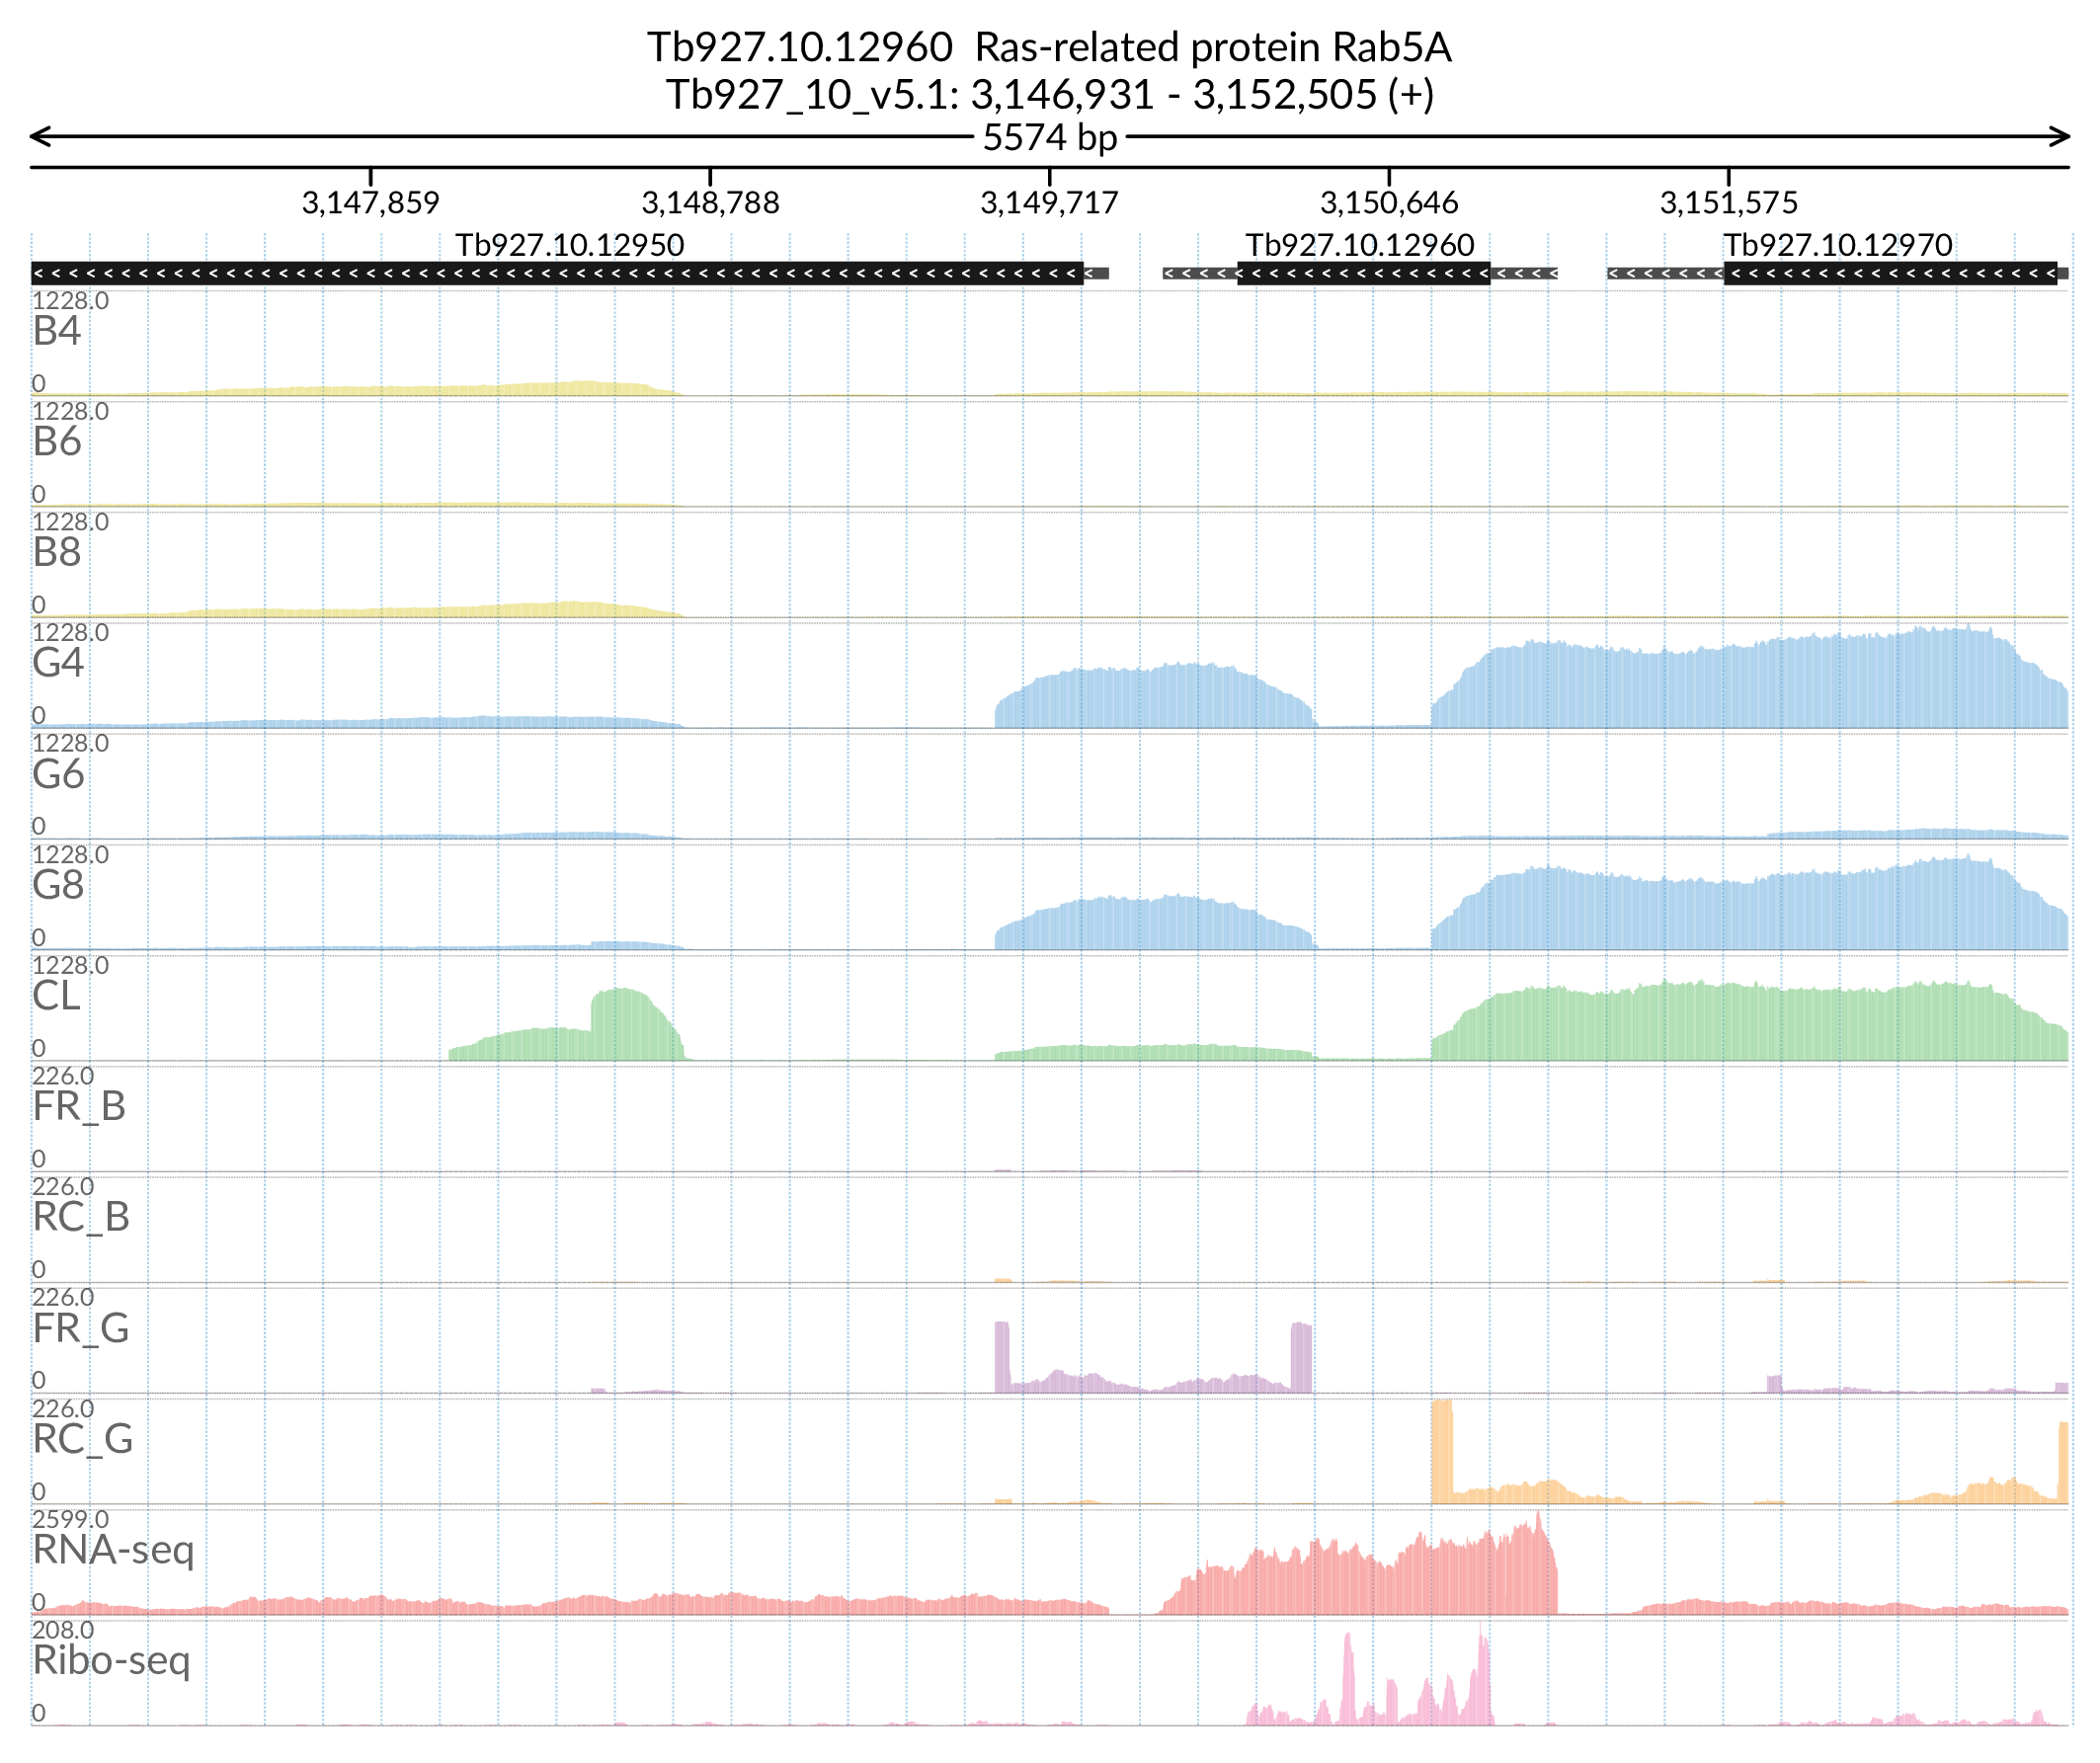 Tb927.10.12960 Ras-related protein Rab5A
Tb927_10_v5.1: 3,146,931 - 3,152,505 (+)
5574 bp
3,147,859 3,148,788 3,149,717 3,150,646 3,151,575
Tb927.10.12950 Tb927.10.12960 Tb927.10.12970
1228.0
B4
0
1228.0
B6
0
1228.0
B8
0
1228.0
G4
0
1228.0
G6
0
1228.0
G8
0
1228.0
CL
0
226.0
FR_B
0
226.0
RC_B
0
226.0
FR_G
0
226.0
RC_G
0
2599.0
RNA-seq
0
208.0
Ribo-seq
0